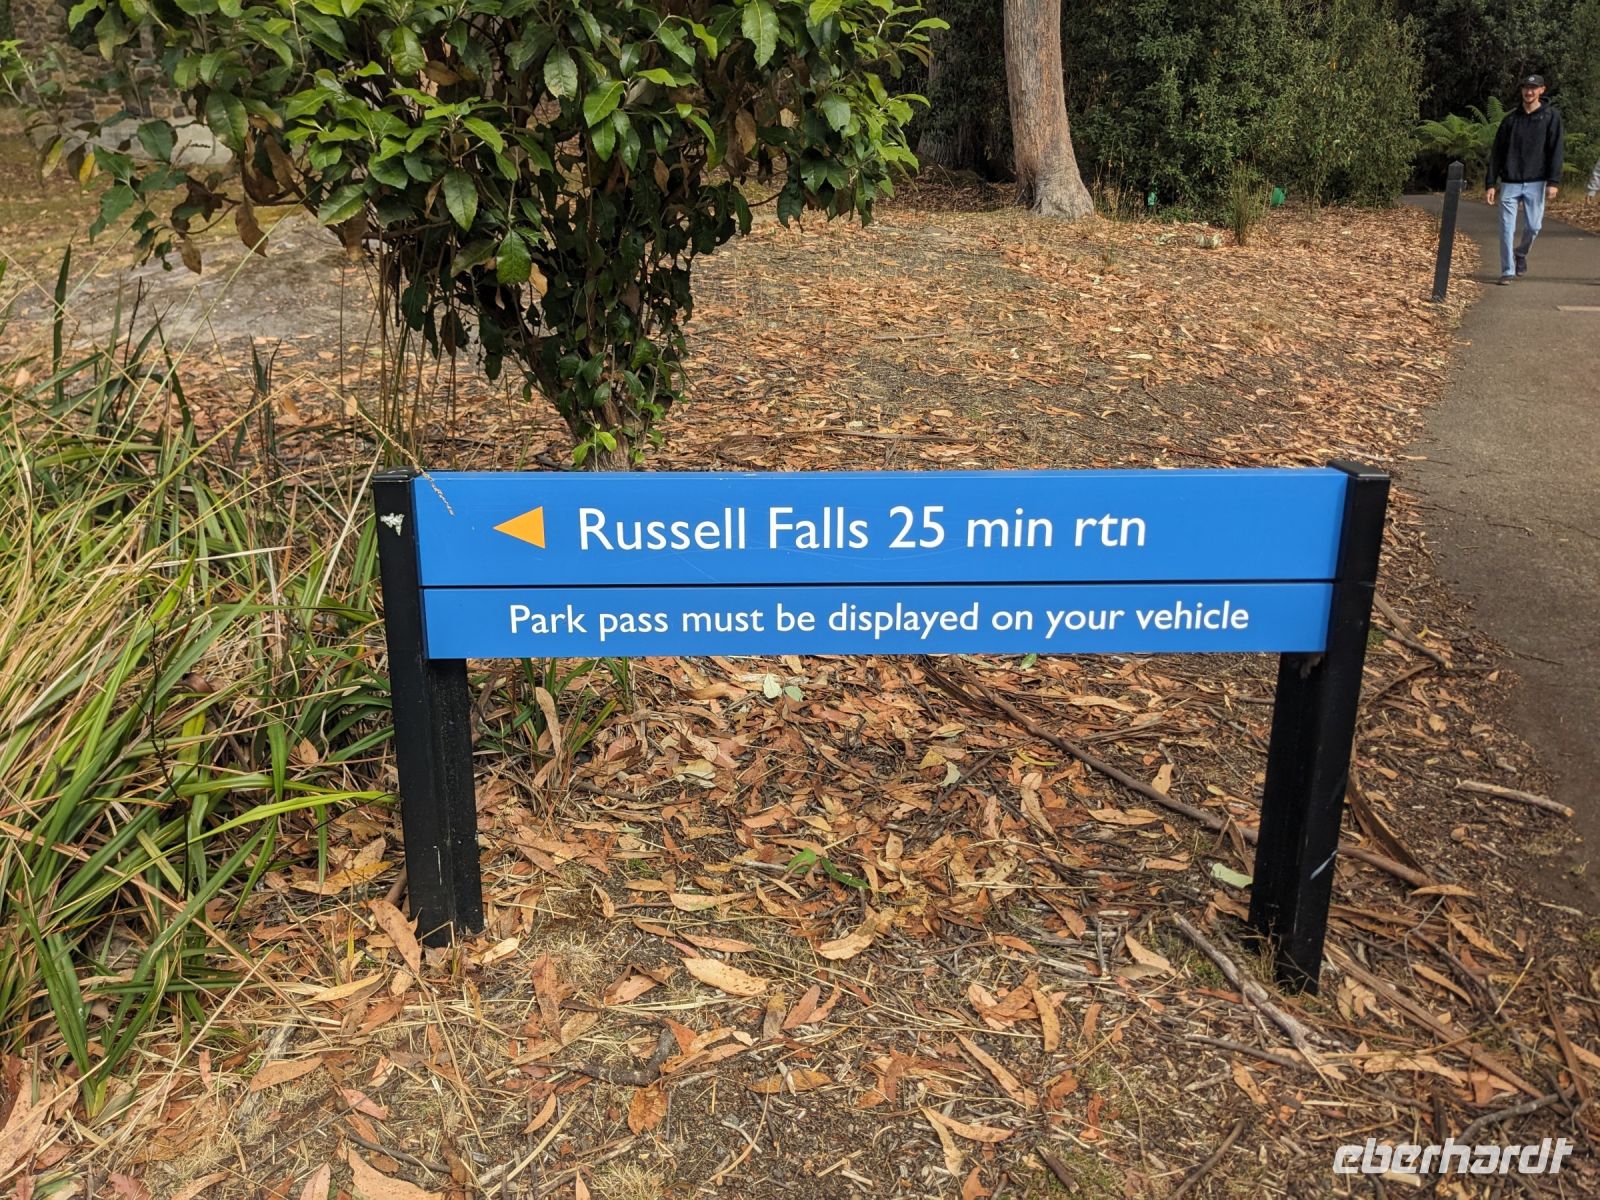 Russell Falls 25 min rtn
Park pass must be displayed on your vehicle
eberhardt